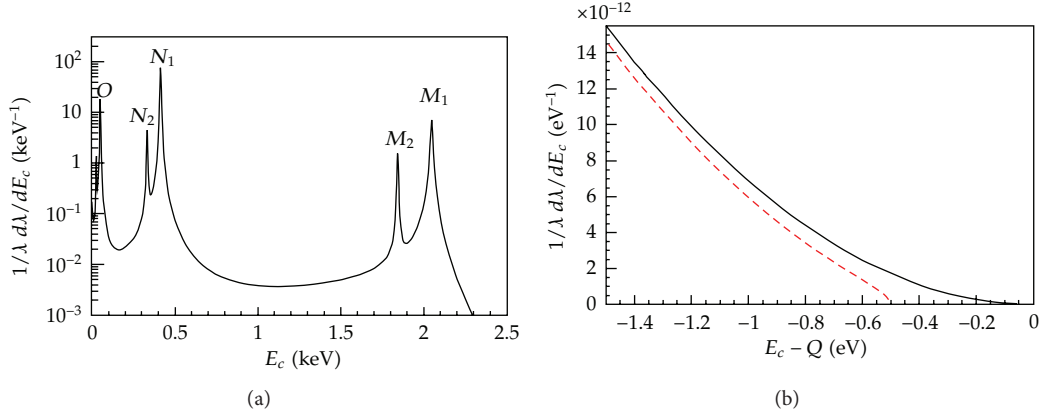 10²
10
1
10⁻¹
10⁻²
10⁻³
1/λ dλ/dE_c (keV⁻¹)
O
N₂
N₁
M₂
M₁
0
0.5
1
1.5
2
2.5
E_c (keV)
(a)
×10⁻¹²
16
14
12
10
8
6
4
2
0
1/λ dλ/dE_c (eV⁻¹)
−1.4
−1.2
−1
−0.8
−0.6
−0.4
−0.2
0
E_c − Q (eV)
(b)